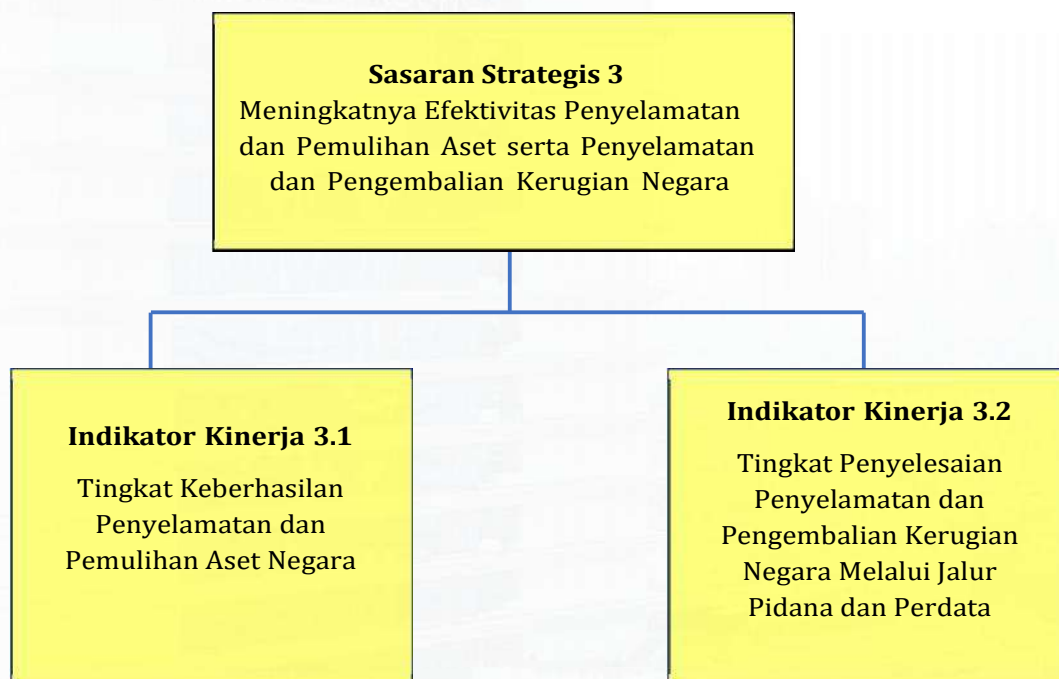 Sasaran Strategis 3
Meningkatnya Efektivitas Penyelamatan
dan Pemulihan Aset serta Penyelamatan
dan Pengembalian Kerugian Negara
Indikator Kinerja 3.1
Tingkat Keberhasilan
Penyelamatan dan
Pemulihan Aset Negara
Indikator Kinerja 3.2
Tingkat Penyelesaian
Penyelamatan dan
Pengembalian Kerugian
Negara Melalui Jalur
Pidana dan Perdata